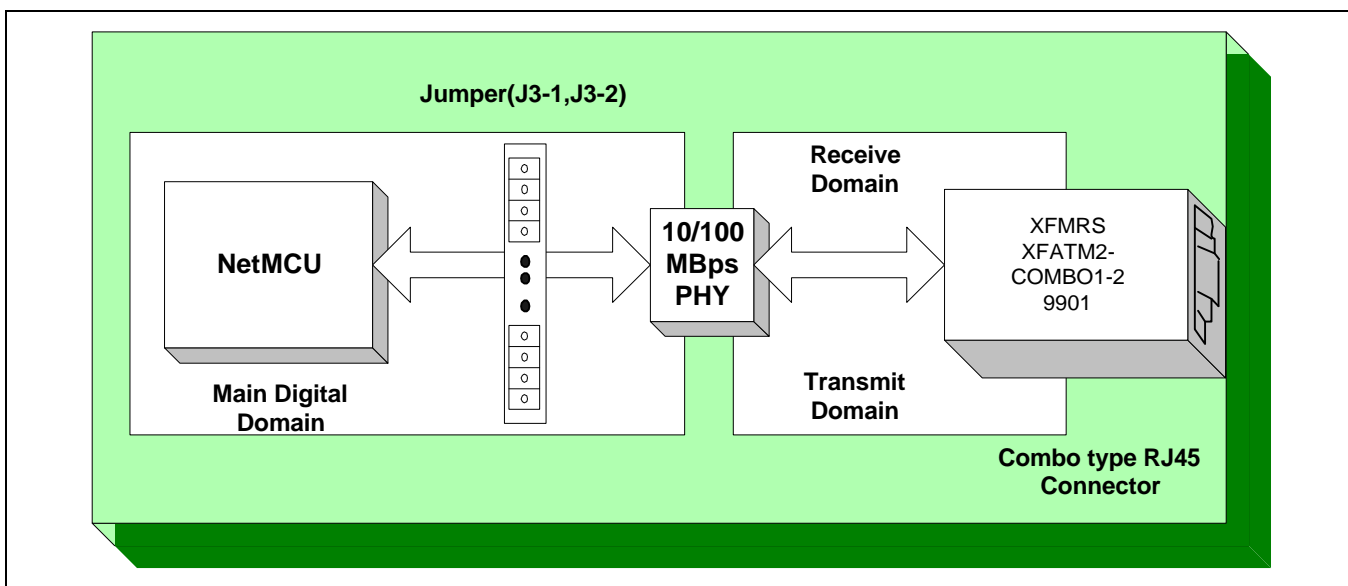 Jumper(J3-1,J3-2)
NetMCU
Main Digital
Domain
10/100
MBps
PHY
Receive
Domain
Transmit
Domain
XFMRS
XFATM2-
COMBO1-2
9901
Combo type RJ45
Connector